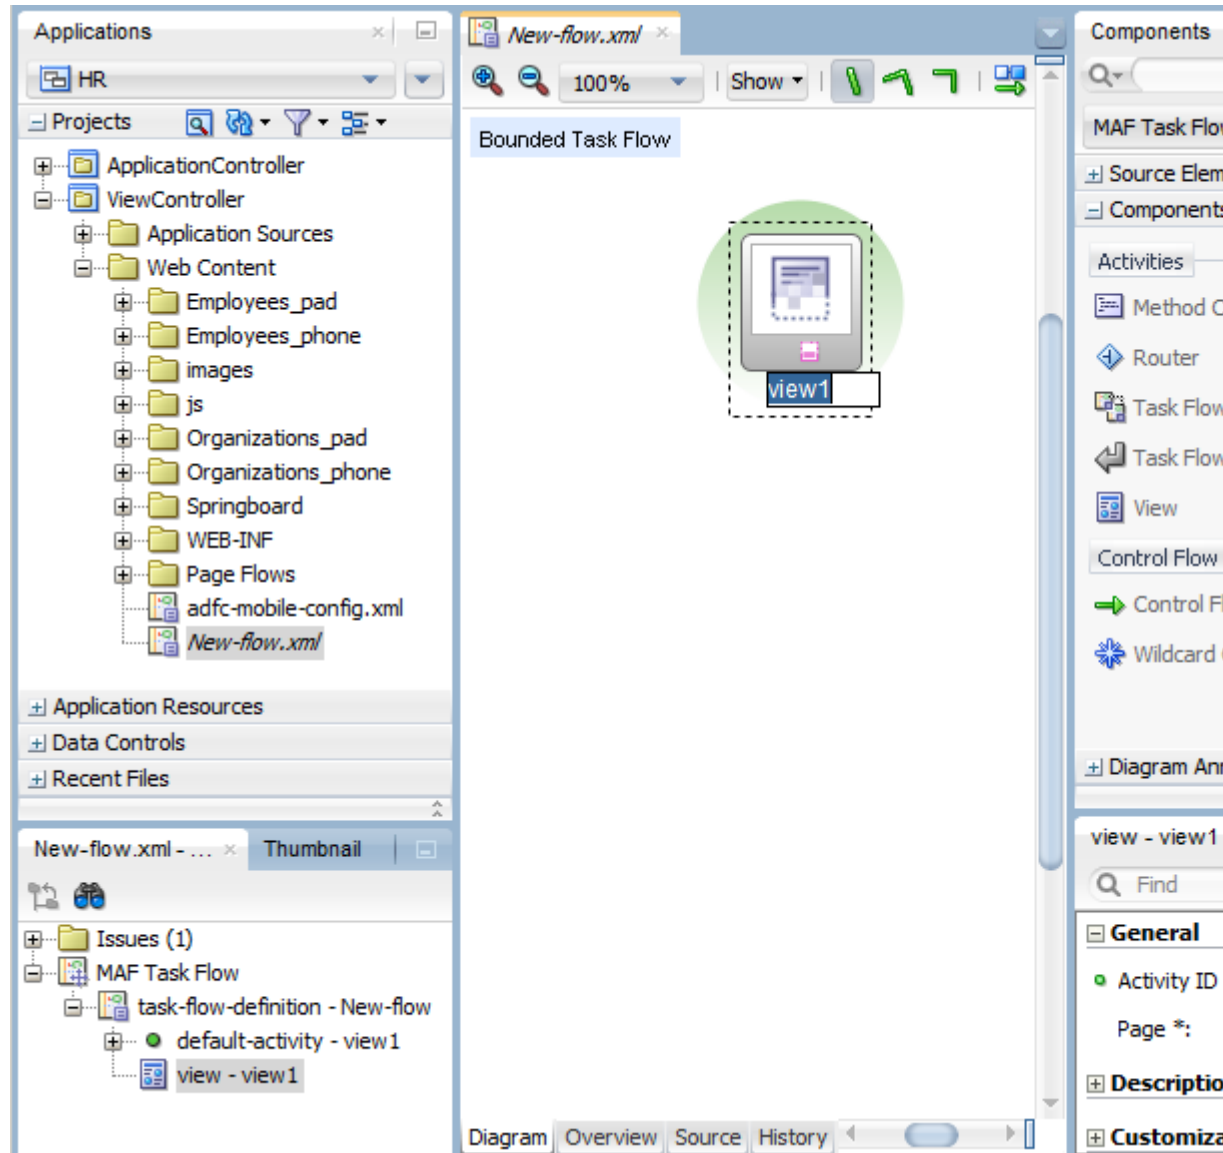 Applications
HR
Projects
ApplicationController
ViewController
Application Sources
Web Content
Employees_pad
Employees_phone
images
js
Organizations_pad
Organizations_phone
Springboard
WEB-INF
Page Flows
adfc-mobile-config.xml
New-flow.xml
Application Resources
Data Controls
Recent Files
New-flow.xml - ...
Thumbnail
Issues (1)
MAF Task Flow
task-flow-definition - New-flow
default-activity - view1
view - view1
New-flow.xml
100%
Show
Bounded Task Flow
view1
Diagram
Overview
Source
History
Components
MAF Task Flow
Source Elem
Components
Activities
Method C
Router
Task Flow
Task Flow
View
Control Flow
Control Fl
Wildcard
Diagram Ann
view - view1
Find
General
Activity ID
Page *:
Descriptio
Customiza